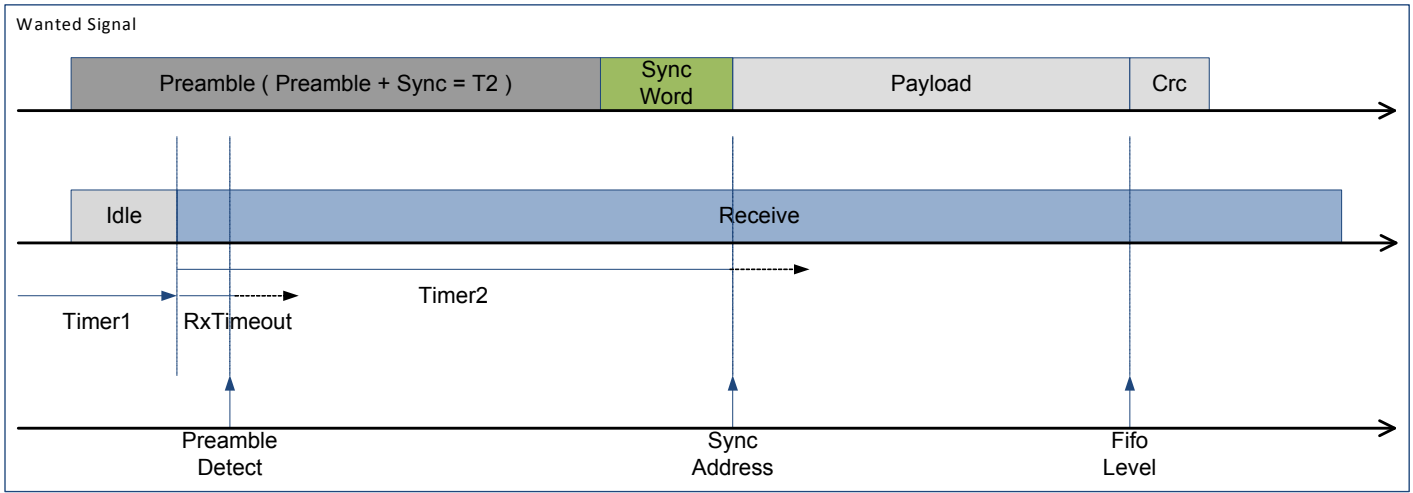 Wanted Signal
Preamble ( Preamble + Sync = T2 )
Sync
Word
Payload
Crc
Idle
Receive
Timer2
Timer1
RxTimeout
Preamble
Detect
Sync
Address
Fifo
Level